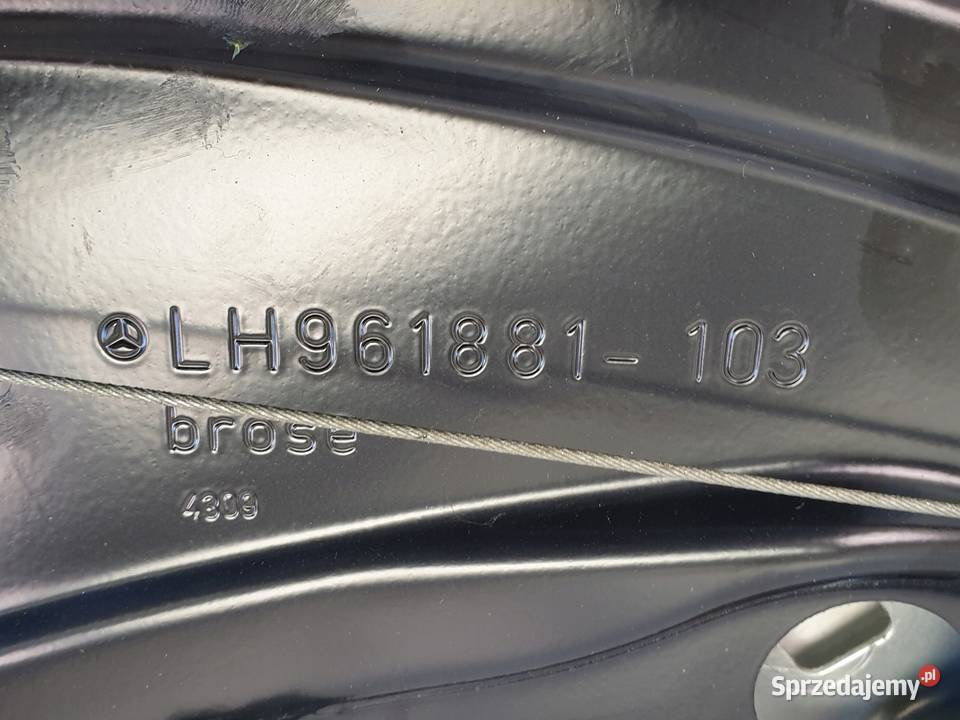 LH961881- 103
brose
4309
Sprzedajemy.pl